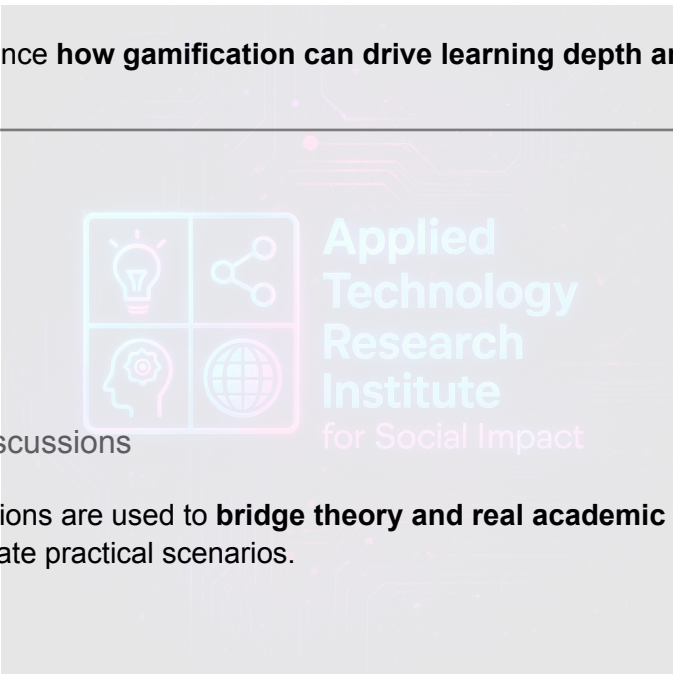 nce how gamification can drive learning depth ar
Applied
Technology
Research
Institute
for Social Impact
scussions
ions are used to bridge theory and real academic
ate practical scenarios.